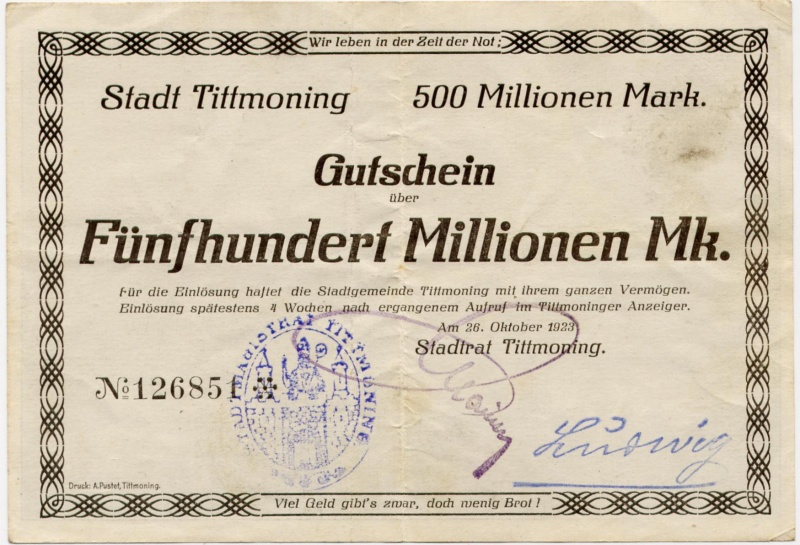 Wir leben in der Zeit der Not;
Stadt Tittmoning 500 Millionen Mark.
Gutschein
über
Fünfhundert Millionen Mk.
Für die Einlösung haftet die Stadtgemeinde Tittmoning mit ihrem ganzen Vermögen.
Einlösung spätestens 4 Wochen nach ergangenem Aufruf im Tittmoninger Anzeiger.
Am 26. Oktober 1923
Stadtrat Tittmoning.
STADTMAGISTRAT TITTMONING
No 126851
Ludwig
Druck: A. Pustet, Tittmoning.
Viel Geld gibt's zwar, doch wenig Brot!